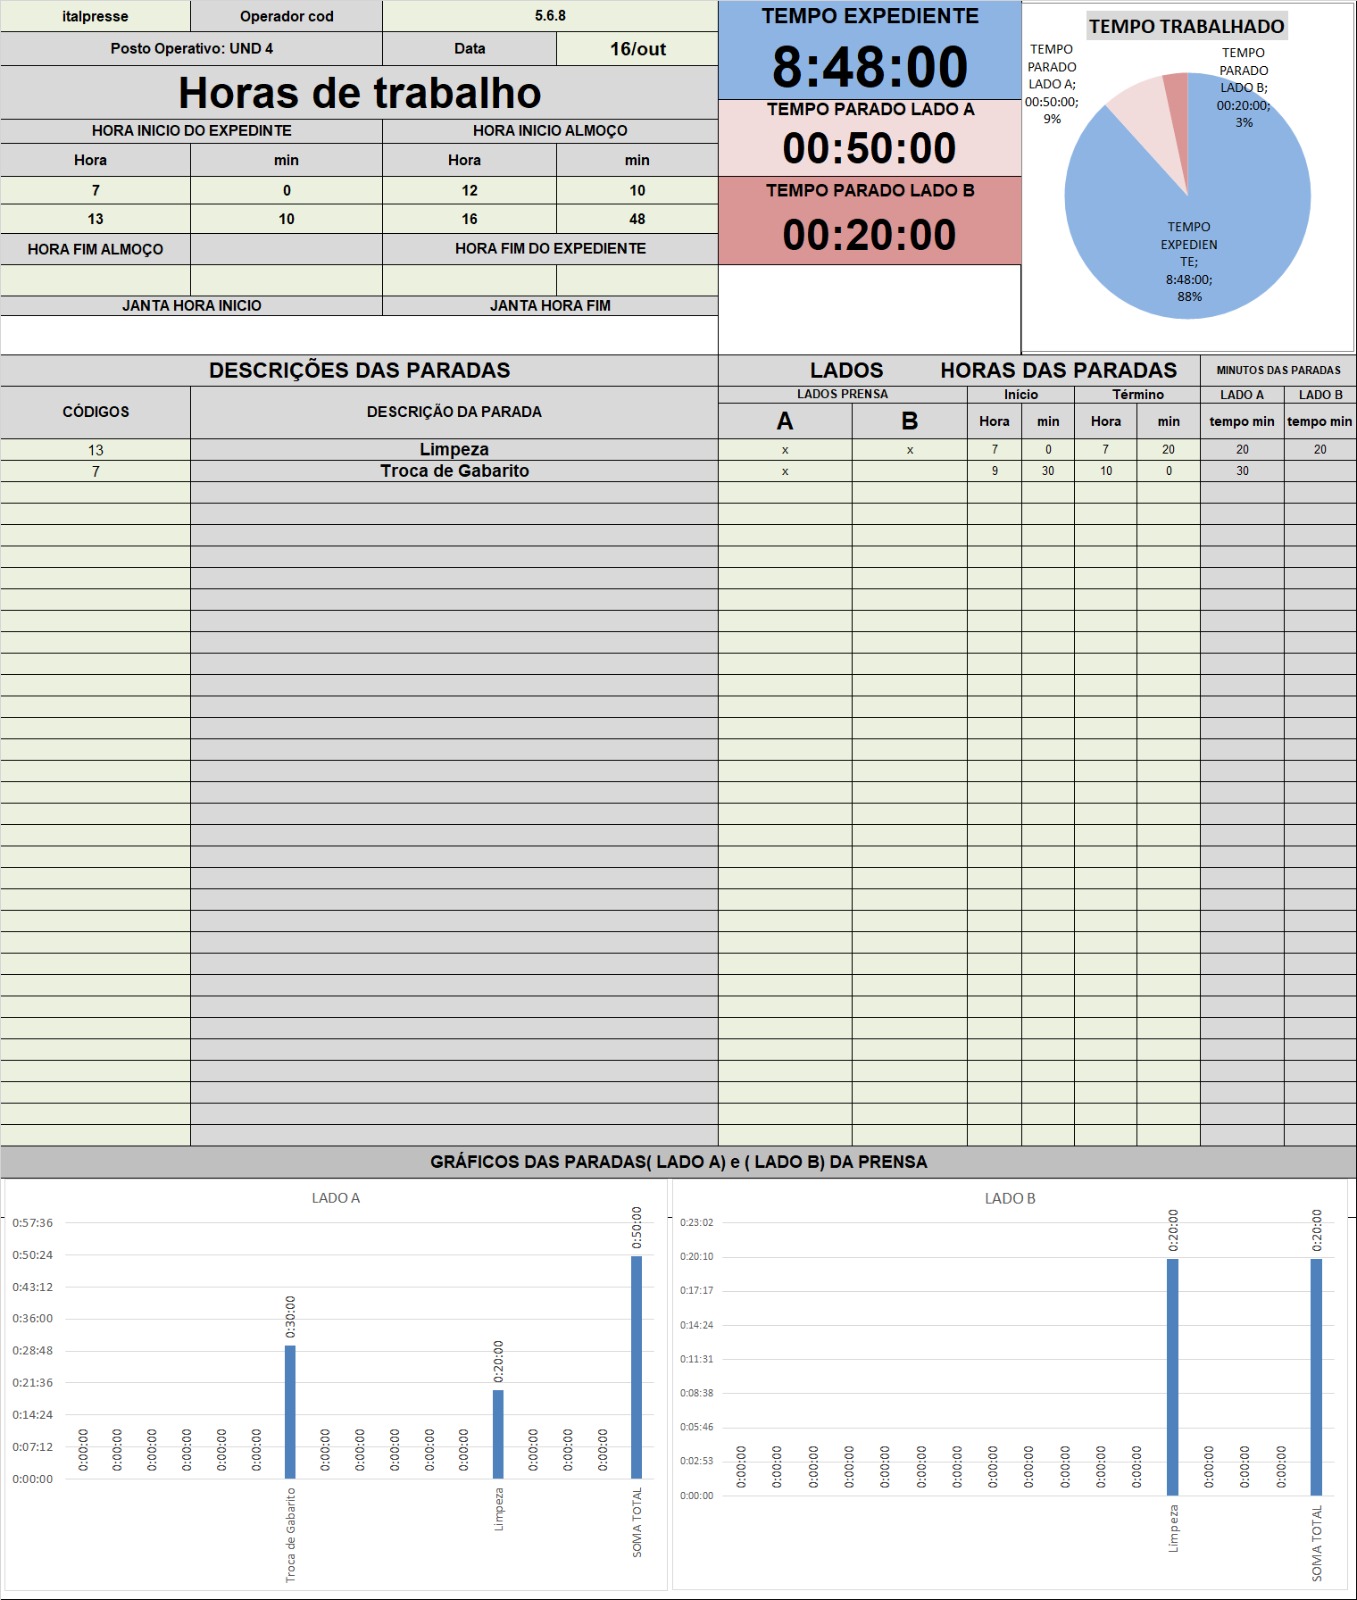 italpresse Operador cod 5.6.8
Posto Operativo: UND 4 Data 16/out
Horas de trabalho
HORA INICIO DO EXPEDINTE HORA INICIO ALMOÇO
Hora min Hora min
7 0 12 10
13 10 16 48
HORA FIM ALMOÇO HORA FIM DO EXPEDIENTE
JANTA HORA INICIO JANTA HORA FIM
TEMPO EXPEDIENTE
8:48:00
TEMPO PARADO LADO A
00:50:00
TEMPO PARADO LADO B
00:20:00
TEMPO TRABALHADO
TEMPO
PARADO
LADO A;
00:50:00;
9%
TEMPO
PARADO
LADO B;
00:20:00;
3%
TEMPO
EXPEDIEN
TE;
8:48:00;
88%
DESCRIÇÕES DAS PARADAS LADOS HORAS DAS PARADAS MINUTOS DAS PARADAS
CÓDIGOS DESCRIÇÃO DA PARADA LADOS PRENSA Início Término LADO A LADO B
A B Hora min Hora min tempo min tempo min
13 Limpeza x x 7 0 7 20 20 20
7 Troca de Gabarito x 9 30 10 0 30
GRÁFICOS DAS PARADAS( LADO A) e ( LADO B) DA PRENSA
LADO A
0:57:36
0:50:24
0:43:12
0:36:00
0:28:48
0:21:36
0:14:24
0:07:12
0:00:00
0:00:00 0:00:00 0:00:00 0:00:00 0:00:00 0:00:00 0:30:00 0:00:00 0:00:00 0:00:00 0:00:00 0:00:00 0:20:00 0:00:00 0:00:00 0:00:00 0:50:00
Troca de Gabarito Limpeza SOMA TOTAL
LADO B
0:23:02
0:20:10
0:17:17
0:14:24
0:11:31
0:08:38
0:05:46
0:02:53
0:00:00
0:00:00 0:00:00 0:00:00 0:00:00 0:00:00 0:00:00 0:00:00 0:00:00 0:00:00 0:00:00 0:00:00 0:00:00 0:20:00 0:00:00 0:00:00 0:00:00 0:20:00
Limpeza SOMA TOTAL